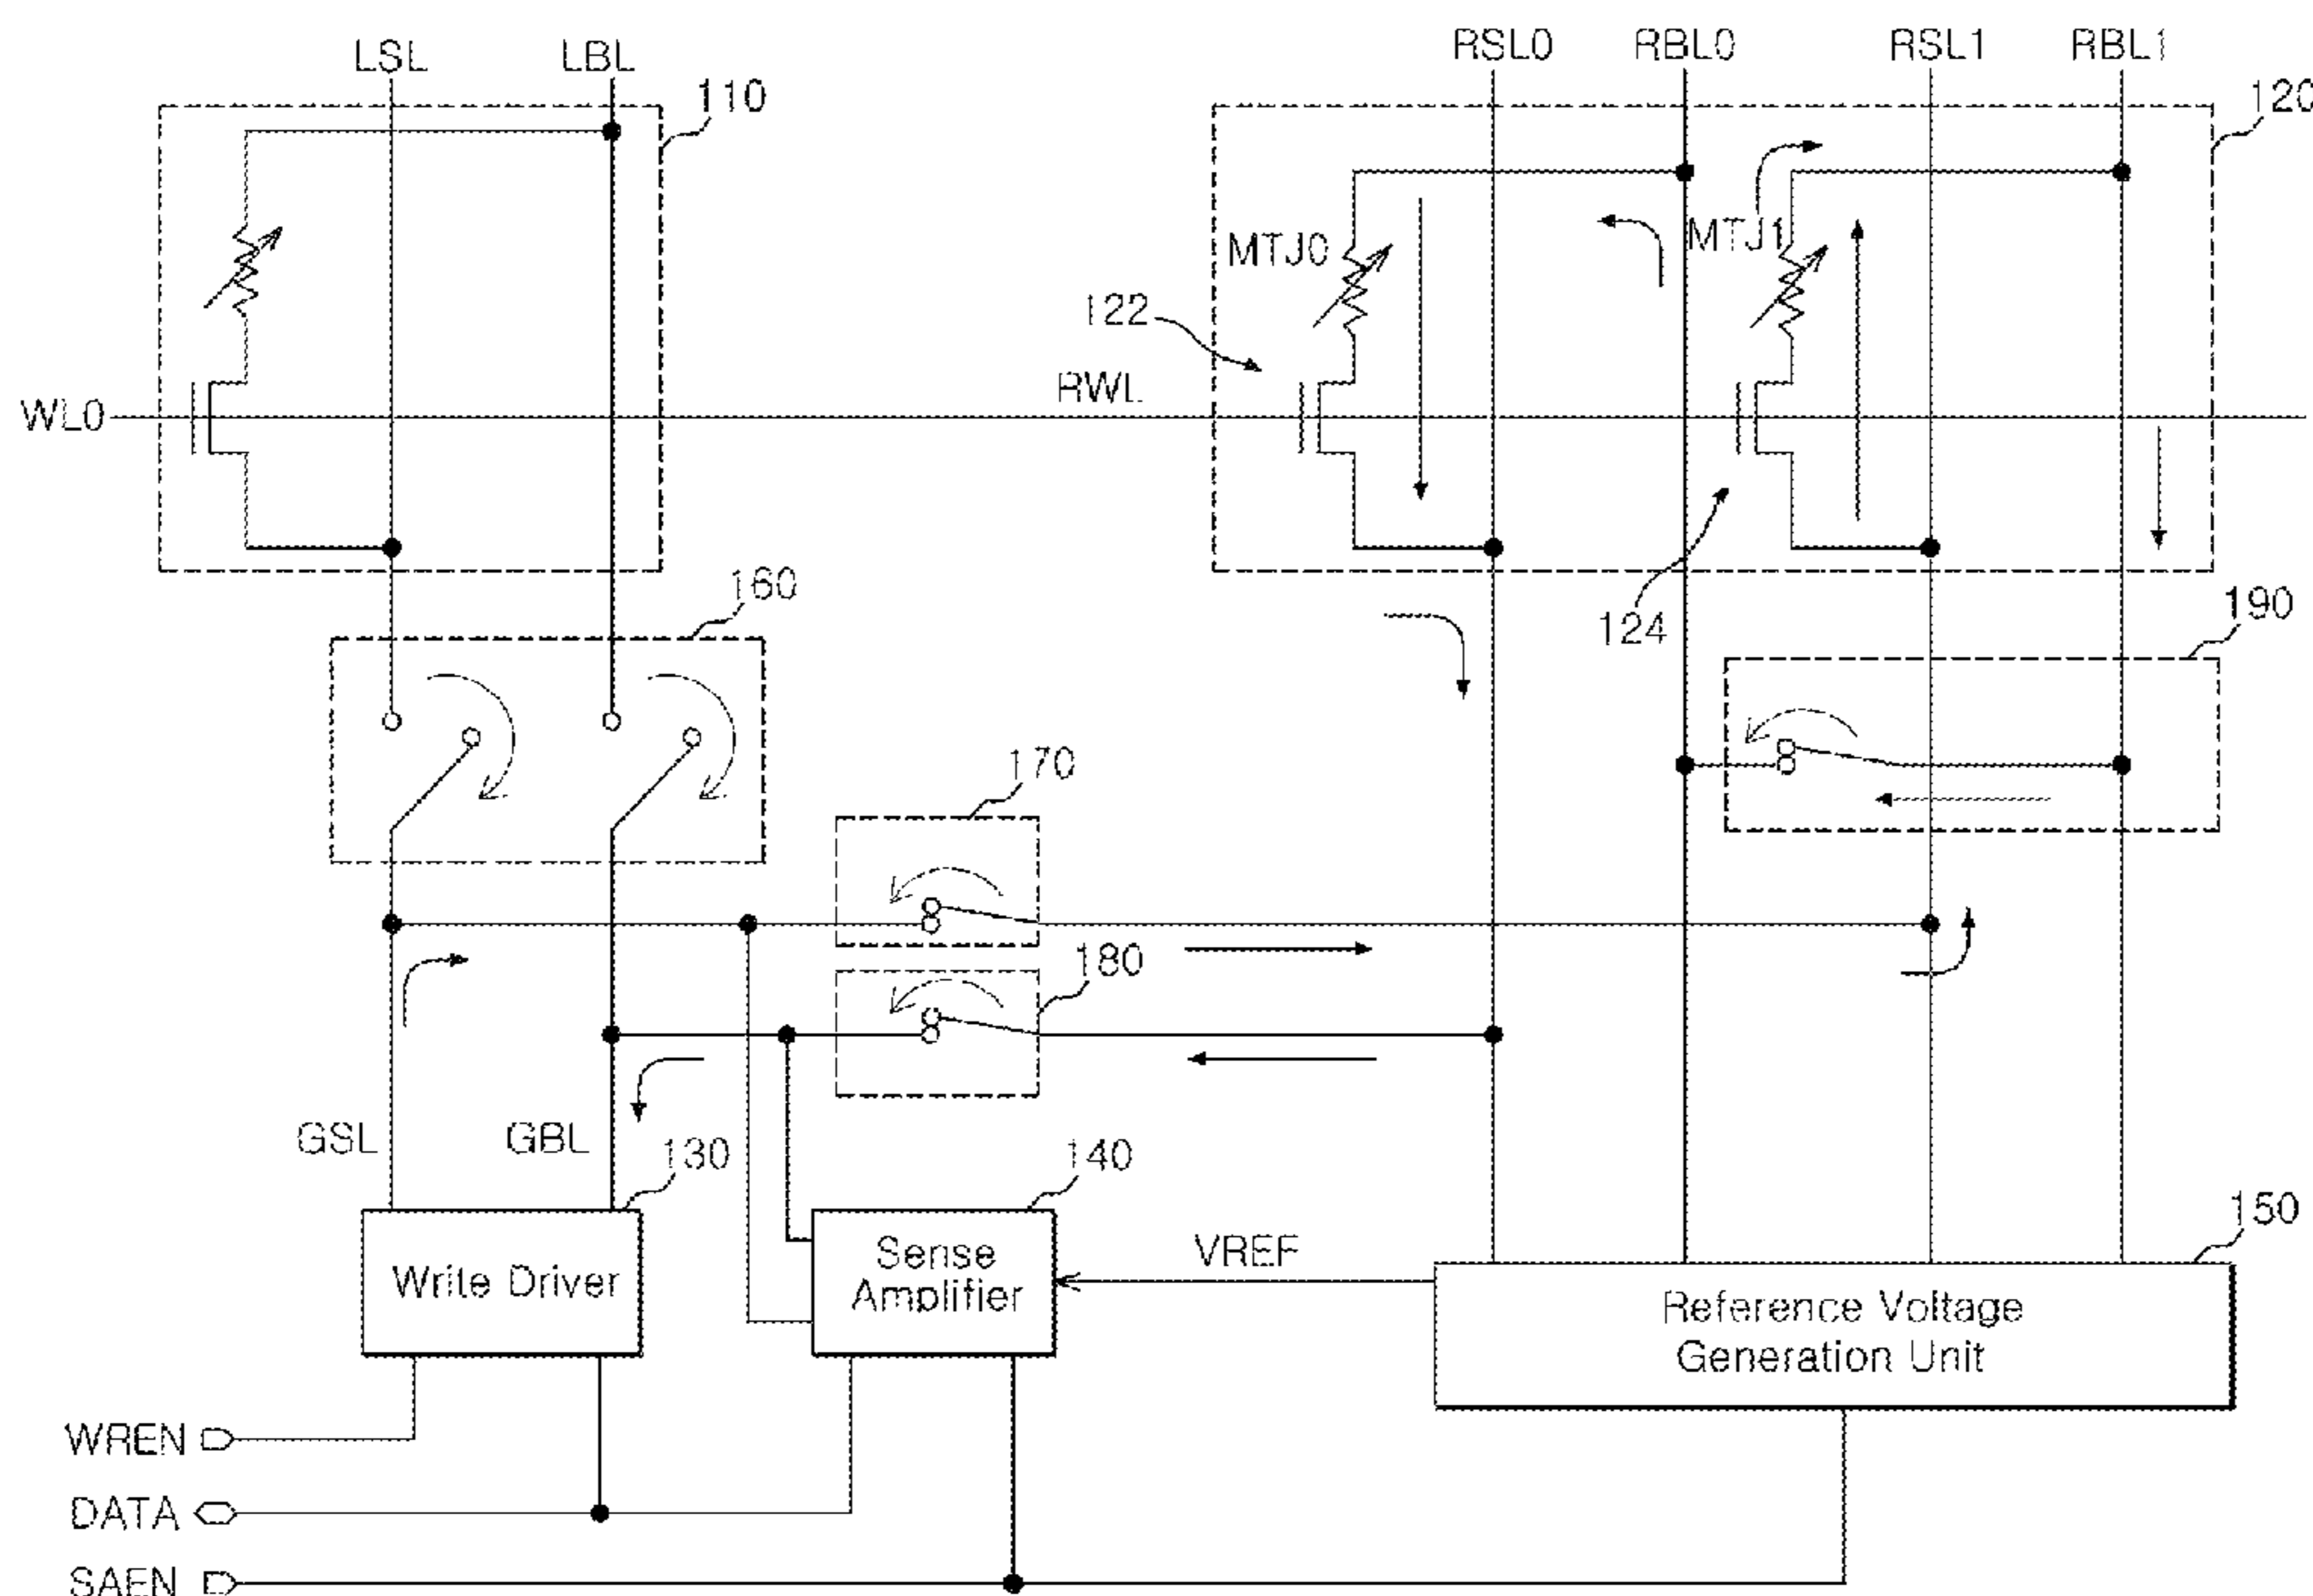 LSL
LBL
RSL0
RBL0
RSL1
RBL1
110
120
MTJ0
MTJ1
122
RWL
WL0
124
160
190
170
180
GSL
GBL
130
140
150
Write Driver
Sense
Amplifier
VREF
Reference Voltage
Generation Unit
WREN
DATA
SAEN